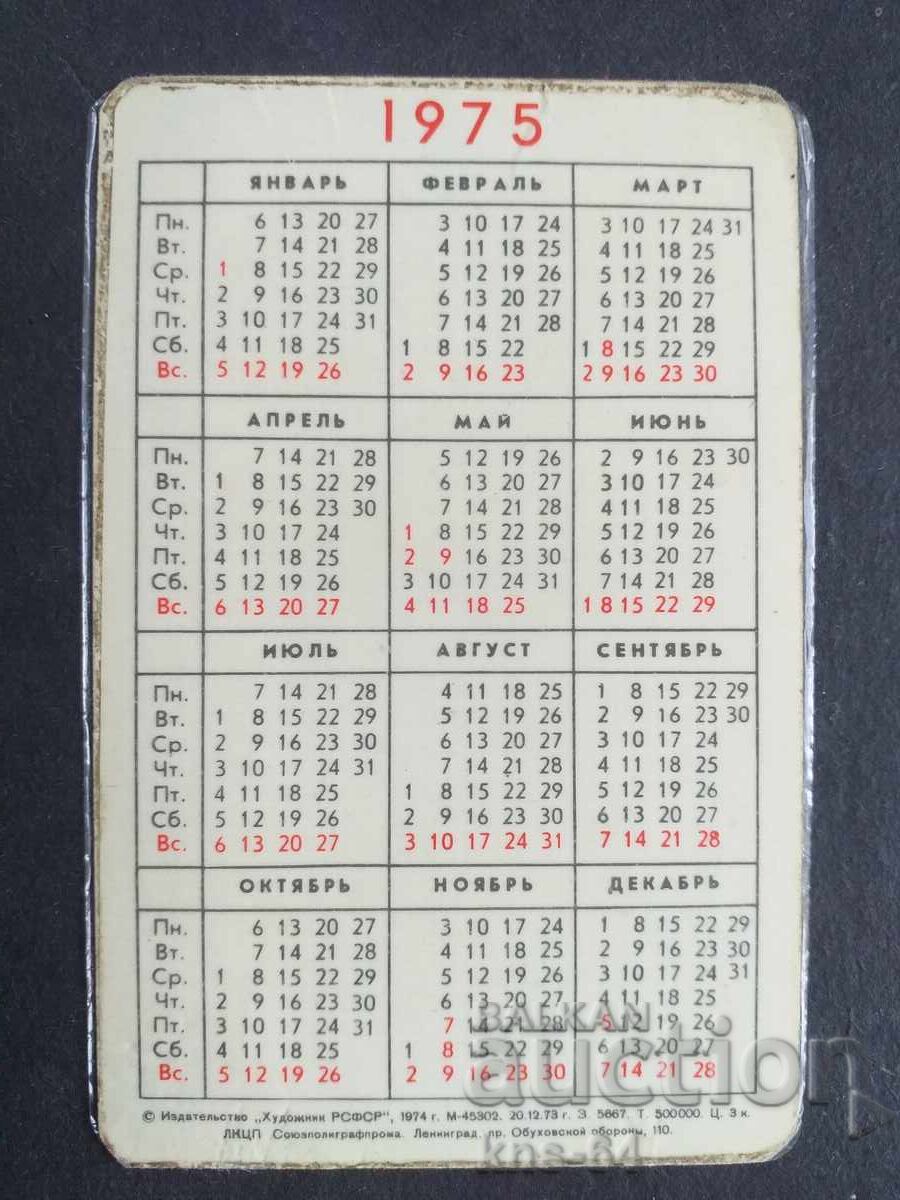 1975
ЯНВАРЬ ФЕВРАЛЬ МАРТ
Пн. 6 13 20 27 3 10 17 24 3 10 17 24 31
Вт. 7 14 21 28 4 11 18 25 4 11 18 25
Ср. 1 8 15 22 29 5 12 19 26 5 12 19 26
Чт. 2 9 16 23 30 6 13 20 27 6 13 20 27
Пт. 3 10 17 24 31 7 14 21 28 7 14 21 28
Сб. 4 11 18 25 1 8 15 22 1 8 15 22 29
Вс. 5 12 19 26 2 9 16 23 2 9 16 23 30
АПРЕЛЬ МАЙ ИЮНЬ
Пн. 7 14 21 28 5 12 19 26 2 9 16 23 30
Вт. 1 8 15 22 29 6 13 20 27 3 10 17 24
Ср. 2 9 16 23 30 7 14 21 28 4 11 18 25
Чт. 3 10 17 24 1 8 15 22 29 5 12 19 26
Пт. 4 11 18 25 2 9 16 23 30 6 13 20 27
Сб. 5 12 19 26 3 10 17 24 31 7 14 21 28
Вс. 6 13 20 27 4 11 18 25 1 8 15 22 29
ИЮЛЬ АВГУСТ СЕНТЯБРЬ
Пн. 7 14 21 28 4 11 18 25 1 8 15 22 29
Вт. 1 8 15 22 29 5 12 19 26 2 9 16 23 30
Ср. 2 9 16 23 30 6 13 20 27 3 10 17 24
Чт. 3 10 17 24 31 7 14 21 28 4 11 18 25
Пт. 4 11 18 25 1 8 15 22 29 5 12 19 26
Сб. 5 12 19 26 2 9 16 23 30 6 13 20 27
Вс. 6 13 20 27 3 10 17 24 31 7 14 21 28
ОКТЯБРЬ НОЯБРЬ ДЕКАБРЬ
Пн. 6 13 20 27 3 10 17 24 1 8 15 22 29
Вт. 7 14 21 28 4 11 18 25 2 9 16 23 30
Ср. 1 8 15 22 29 5 12 19 26 3 10 17 24 31
Чт. 2 9 16 23 30 6 13 20 27 4 11 18 25
Пт. 3 10 17 24 31 7 14 21 28 5 12 19 26
Сб. 4 11 18 25 1 8 15 22 29 6 13 20 27
Вс. 5 12 19 26 2 9 16 23 30 7 14 21 28
© Издательство „Художник РСФСР", 1974 г. М-45302. 20.12.73 г. З. 5667. Т. 500000. Ц. 3 к.
ЛКЦП Союзполиграфпрома. Ленинград, пр. Обуховской обороны, 110.
BALKAN
auction
kns-64